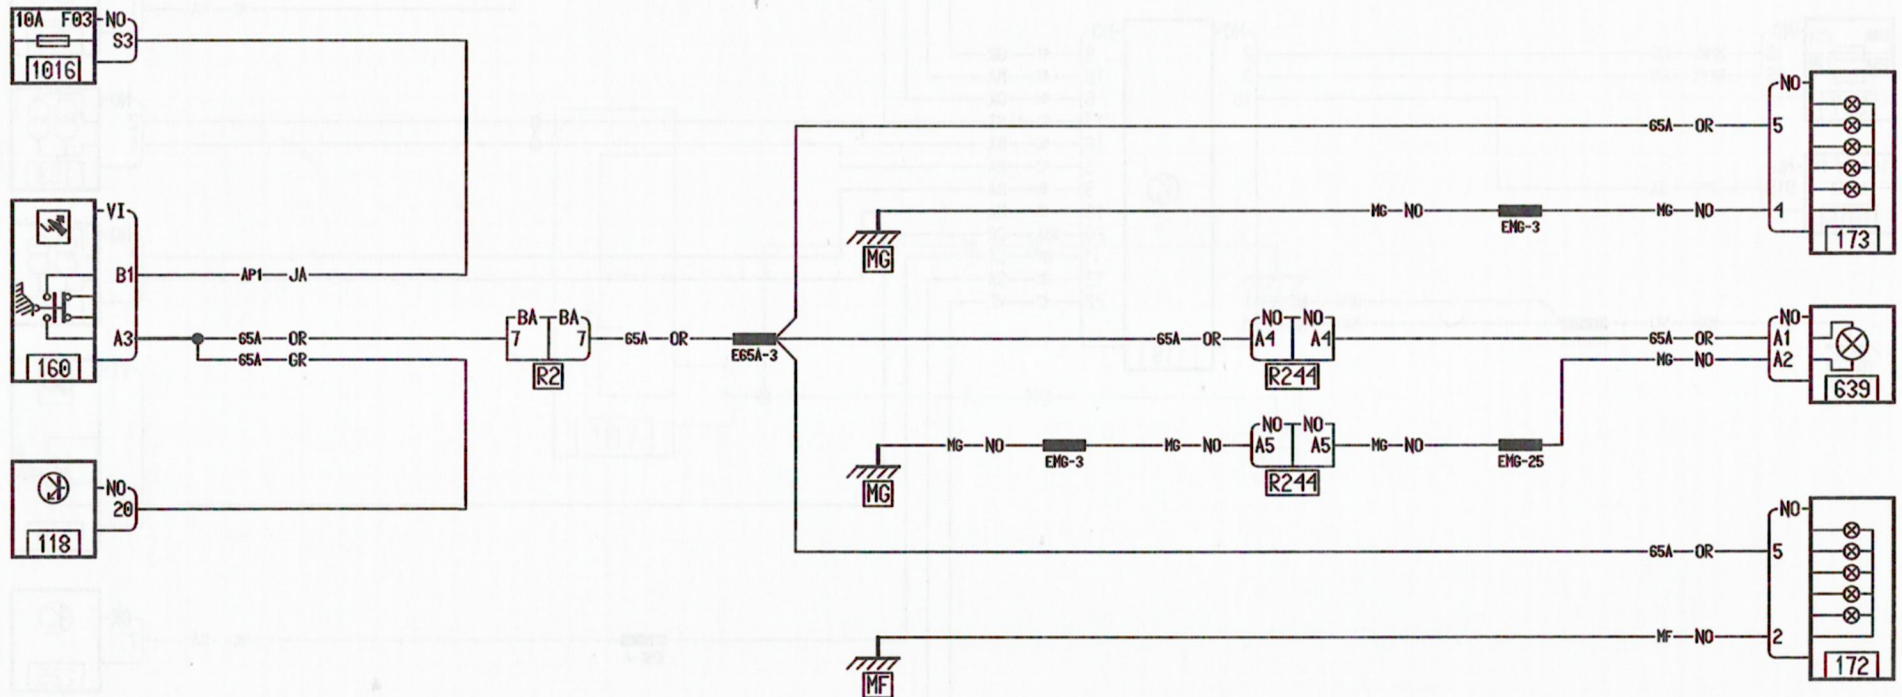 10A F03 NO
S3
1016
NO
65A OR 5
VI
MG NO EMG-3 MG NO 4
173
MG
B1 AP1 JA
BA BA NO NO NO
A3 65A OR 7 7 65A OR E65A-3 65A OR A4 A4 65A OR A1
65A GR MG NO A2
160 R2 R244 639
NO NO
MG NO EMG-3 MG NO A5 A5 MG NO EMG-25
MG R244
NO
20
118
NO
65A OR 5
MF NO 2
172
MF